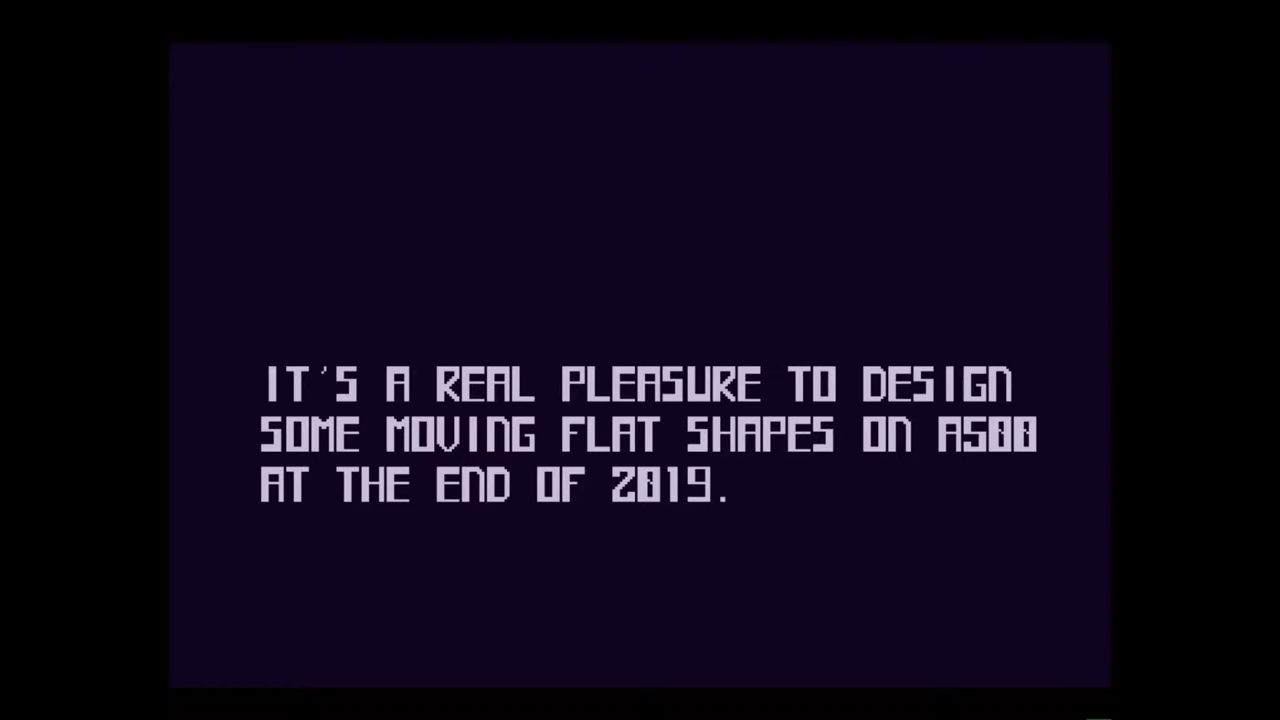 IT'S A REAL PLEASURE TO DESIGN
SOME MOVING FLAT SHAPES ON A500
AT THE END OF 2019.